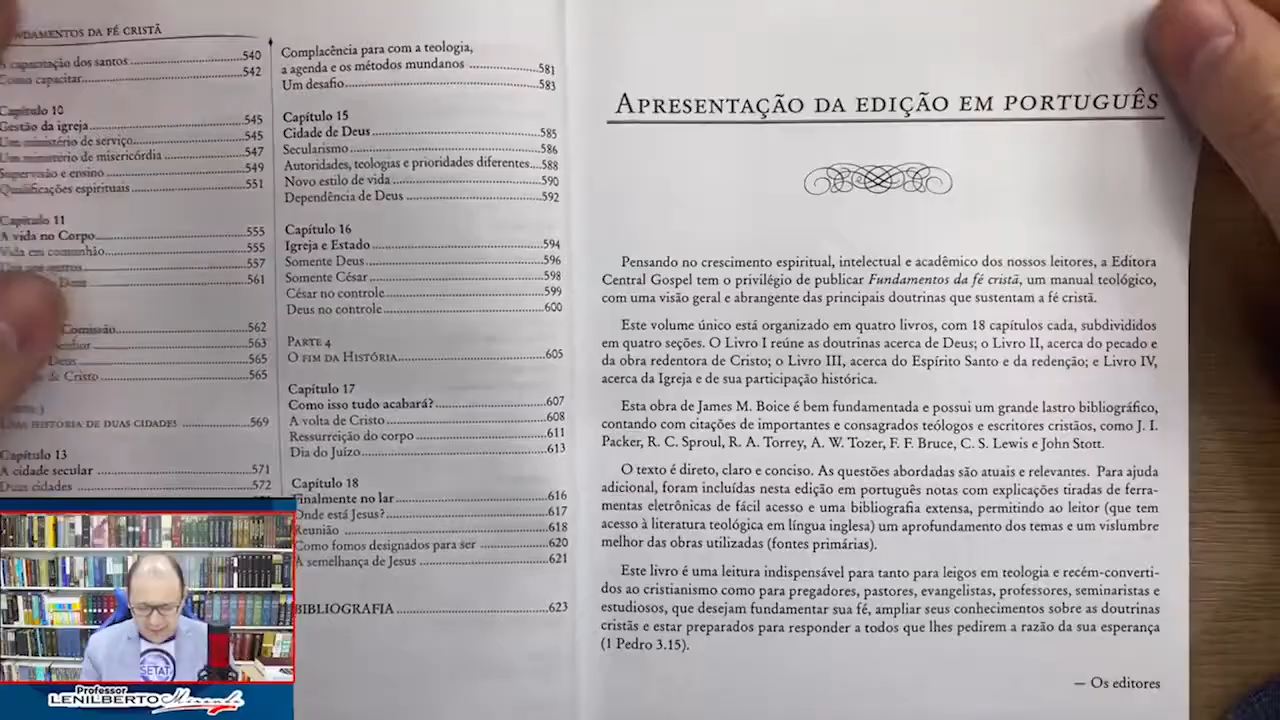 NDAMENTOS DA FÉ CRISTÃ
A capacitação dos santos 540
Como capacitar 542
Capítulo 10
Gestão da igreja 545
Um ministério de serviço 545
Um ministério de misericórdia 547
Supervisão e ensino 549
Qualificações espirituais 551
Capítulo 11
A vida no Corpo 555
Vida em comunhão 555
557
Deus 561
Comissão 562
563
Deus 565
de Cristo 565
UMA HISTÓRIA DE DUAS CIDADES 569
Capítulo 13
A cidade secular 571
Duas cidades 572
Complacência para com a teologia,
a agenda e os métodos mundanos 581
Um desafio 583
Capítulo 15
Cidade de Deus 585
Secularismo 586
Autoridades, teologias e prioridades diferentes 588
Novo estilo de vida 590
Dependência de Deus 592
Capítulo 16
Igreja e Estado 594
Somente Deus 596
Somente César 598
César no controle 599
Deus no controle 600
PARTE 4
O FIM DA HISTÓRIA 605
Capítulo 17
Como isso tudo acabará? 607
A volta de Cristo 608
Ressurreição do corpo 611
Dia do Juízo 613
Capítulo 18
Finalmente no lar 616
Onde está Jesus? 617
Reunião 618
Como fomos designados para ser 620
À semelhança de Jesus 621
BIBLIOGRAFIA 623
APRESENTAÇÃO DA EDIÇÃO EM PORTUGUÊS
Pensando no crescimento espiritual, intelectual e acadêmico dos nossos leitores, a Editora
Central Gospel tem o privilégio de publicar Fundamentos da fé cristã, um manual teológico,
com uma visão geral e abrangente das principais doutrinas que sustentam a fé cristã.
Este volume único está organizado em quatro livros, com 18 capítulos cada, subdivididos
em quatro seções. O Livro I reúne as doutrinas acerca de Deus; o Livro II, acerca do pecado e
da obra redentora de Cristo; o Livro III, acerca do Espírito Santo e da redenção; e Livro IV,
acerca da Igreja e de sua participação histórica.
Esta obra de James M. Boice é bem fundamentada e possui um grande lastro bibliográfico,
contando com citações de importantes e consagrados teólogos e escritores cristãos, como J. I.
Packer, R. C. Sproul, R. A. Torrey, A. W. Tozer, F. F. Bruce, C. S. Lewis e John Stott.
O texto é direto, claro e conciso. As questões abordadas são atuais e relevantes. Para ajuda
adicional, foram incluídas nesta edição em português notas com explicações tiradas de ferra-
mentas eletrônicas de fácil acesso e uma bibliografia extensa, permitindo ao leitor (que tem
acesso à literatura teológica em língua inglesa) um aprofundamento dos temas e um vislumbre
melhor das obras utilizadas (fontes primárias).
Este livro é uma leitura indispensável para tanto para leigos em teologia e recém-converti-
dos ao cristianismo como para pregadores, pastores, evangelistas, professores, seminaristas e
estudiosos, que desejam fundamentar sua fé, ampliar seus conhecimentos sobre as doutrinas
cristãs e estar preparados para responder a todos que lhes pedirem a razão da sua esperança
(1 Pedro 3.15).
— Os editores
SETAT
Professor
LENILBERTO Miranda